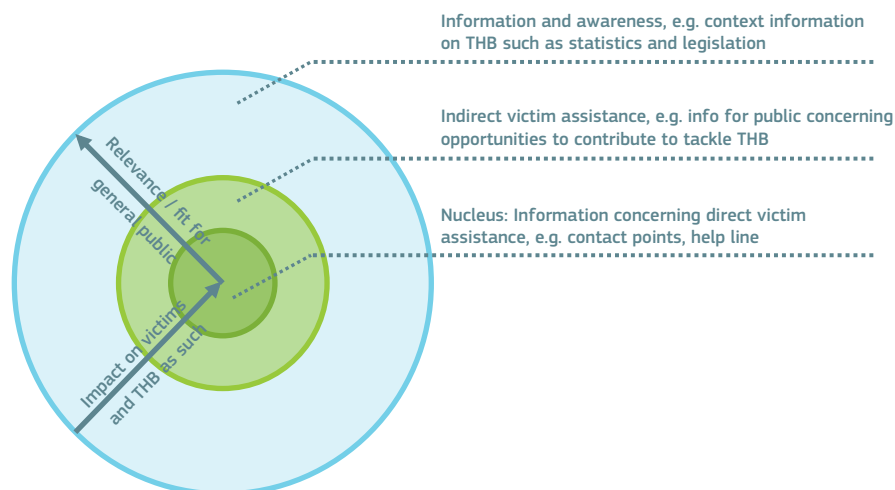 Information and awareness, e.g. context information
on THB such as statistics and legislation
Indirect victim assistance, e.g. info for public concerning
opportunities to contribute to tackle THB
Nucleus: Information concerning direct victim
assistance, e.g. contact points, help line
Relevance / fit for
general public
Impact on victims
and THB as such